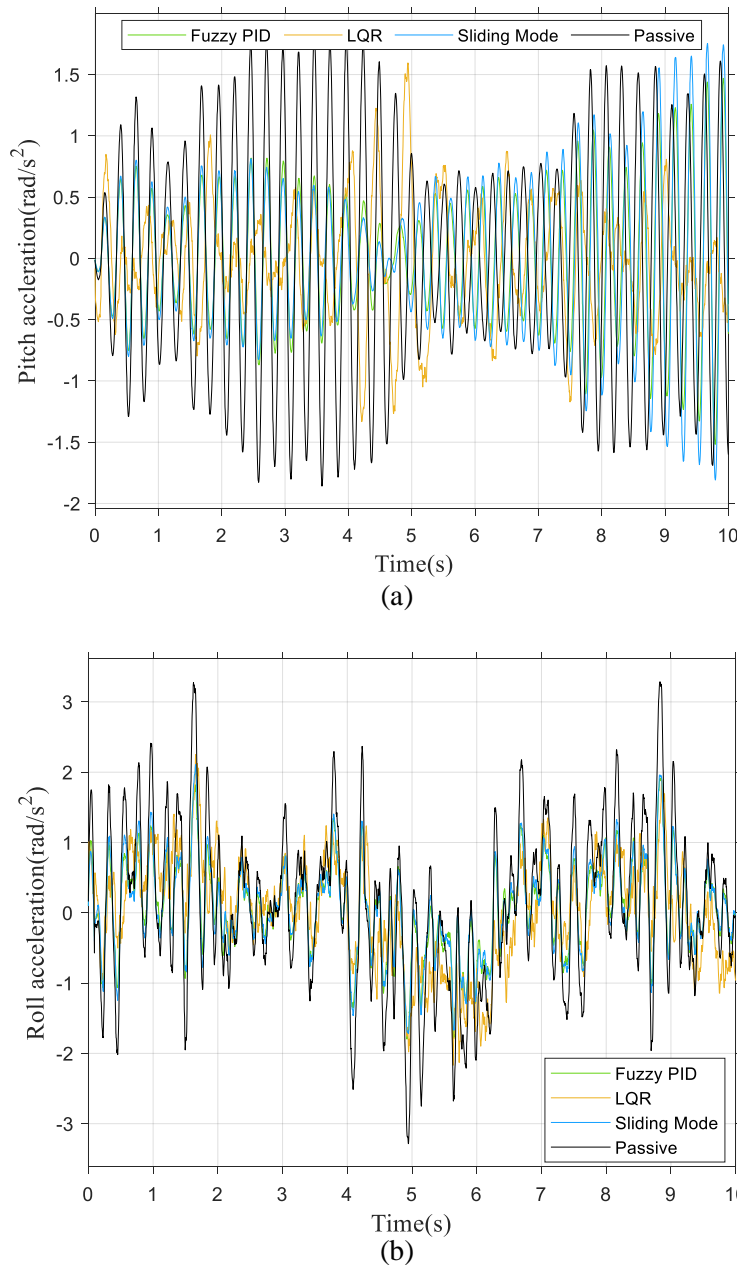 Fuzzy PID LQR Sliding Mode Passive
1.5
1
0.5
0
-0.5
-1
-1.5
-2
Pitch accleration(rad/s²)
0 1 2 3 4 5 6 7 8 9 10
Time(s)
(a)
3
2
1
0
-1
-2
-3
Roll acceleration(rad/s²)
Fuzzy PID
LQR
Sliding Mode
Passive
0 1 2 3 4 5 6 7 8 9 10
Time(s)
(b)